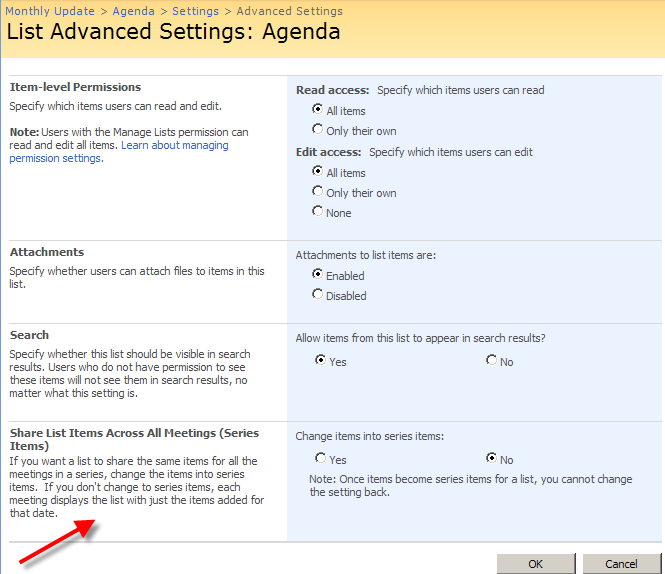 Monthly Update > Agenda > Settings > Advanced Settings
List Advanced Settings: Agenda
Item-level Permissions
Specify which items users can read and edit.
Note: Users with the Manage Lists permission can
read and edit all items. Learn about managing
permission settings.
Read access: Specify which items users can read
All items
Only their own
Edit access: Specify which items users can edit
All items
Only their own
None
Attachments
Specify whether users can attach files to items in this
list.
Attachments to list items are:
Enabled
Disabled
Search
Specify whether this list should be visible in search
results. Users who do not have permission to see
these items will not see them in search results, no
matter what this setting is.
Allow items from this list to appear in search results?
Yes No
Share List Items Across All Meetings (Series
Items)
If you want a list to share the same items for all the
meetings in a series, change the items into series
items. If you don't change to series items, each
meeting displays the list with just the items added for
that date.
Change items into series items:
Yes No
Note: Once items become series items for a list, you cannot change
the setting back.
OK Cancel